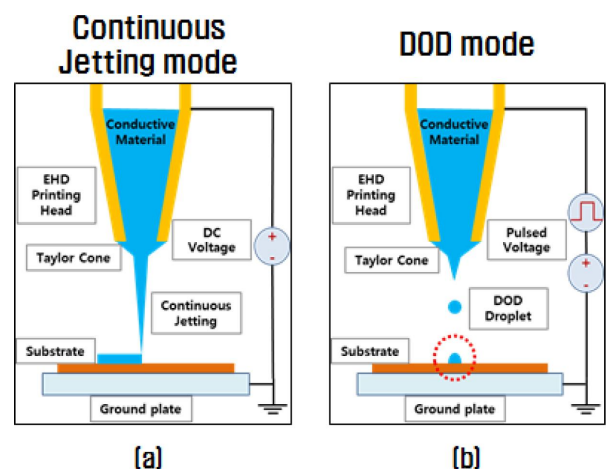 Continuous
Jetting mode
DOD mode
Conductive
Material
EHD
Printing
Head
DC
Voltage
+
-
Taylor Cone
Continuous
Jetting
Substrate
Ground plate
(a)
Conductive
Material
EHD
Printing
Head
Pulsed
Voltage
+
-
Taylor Cone
DOD
Droplet
Substrate
Ground plate
(b)